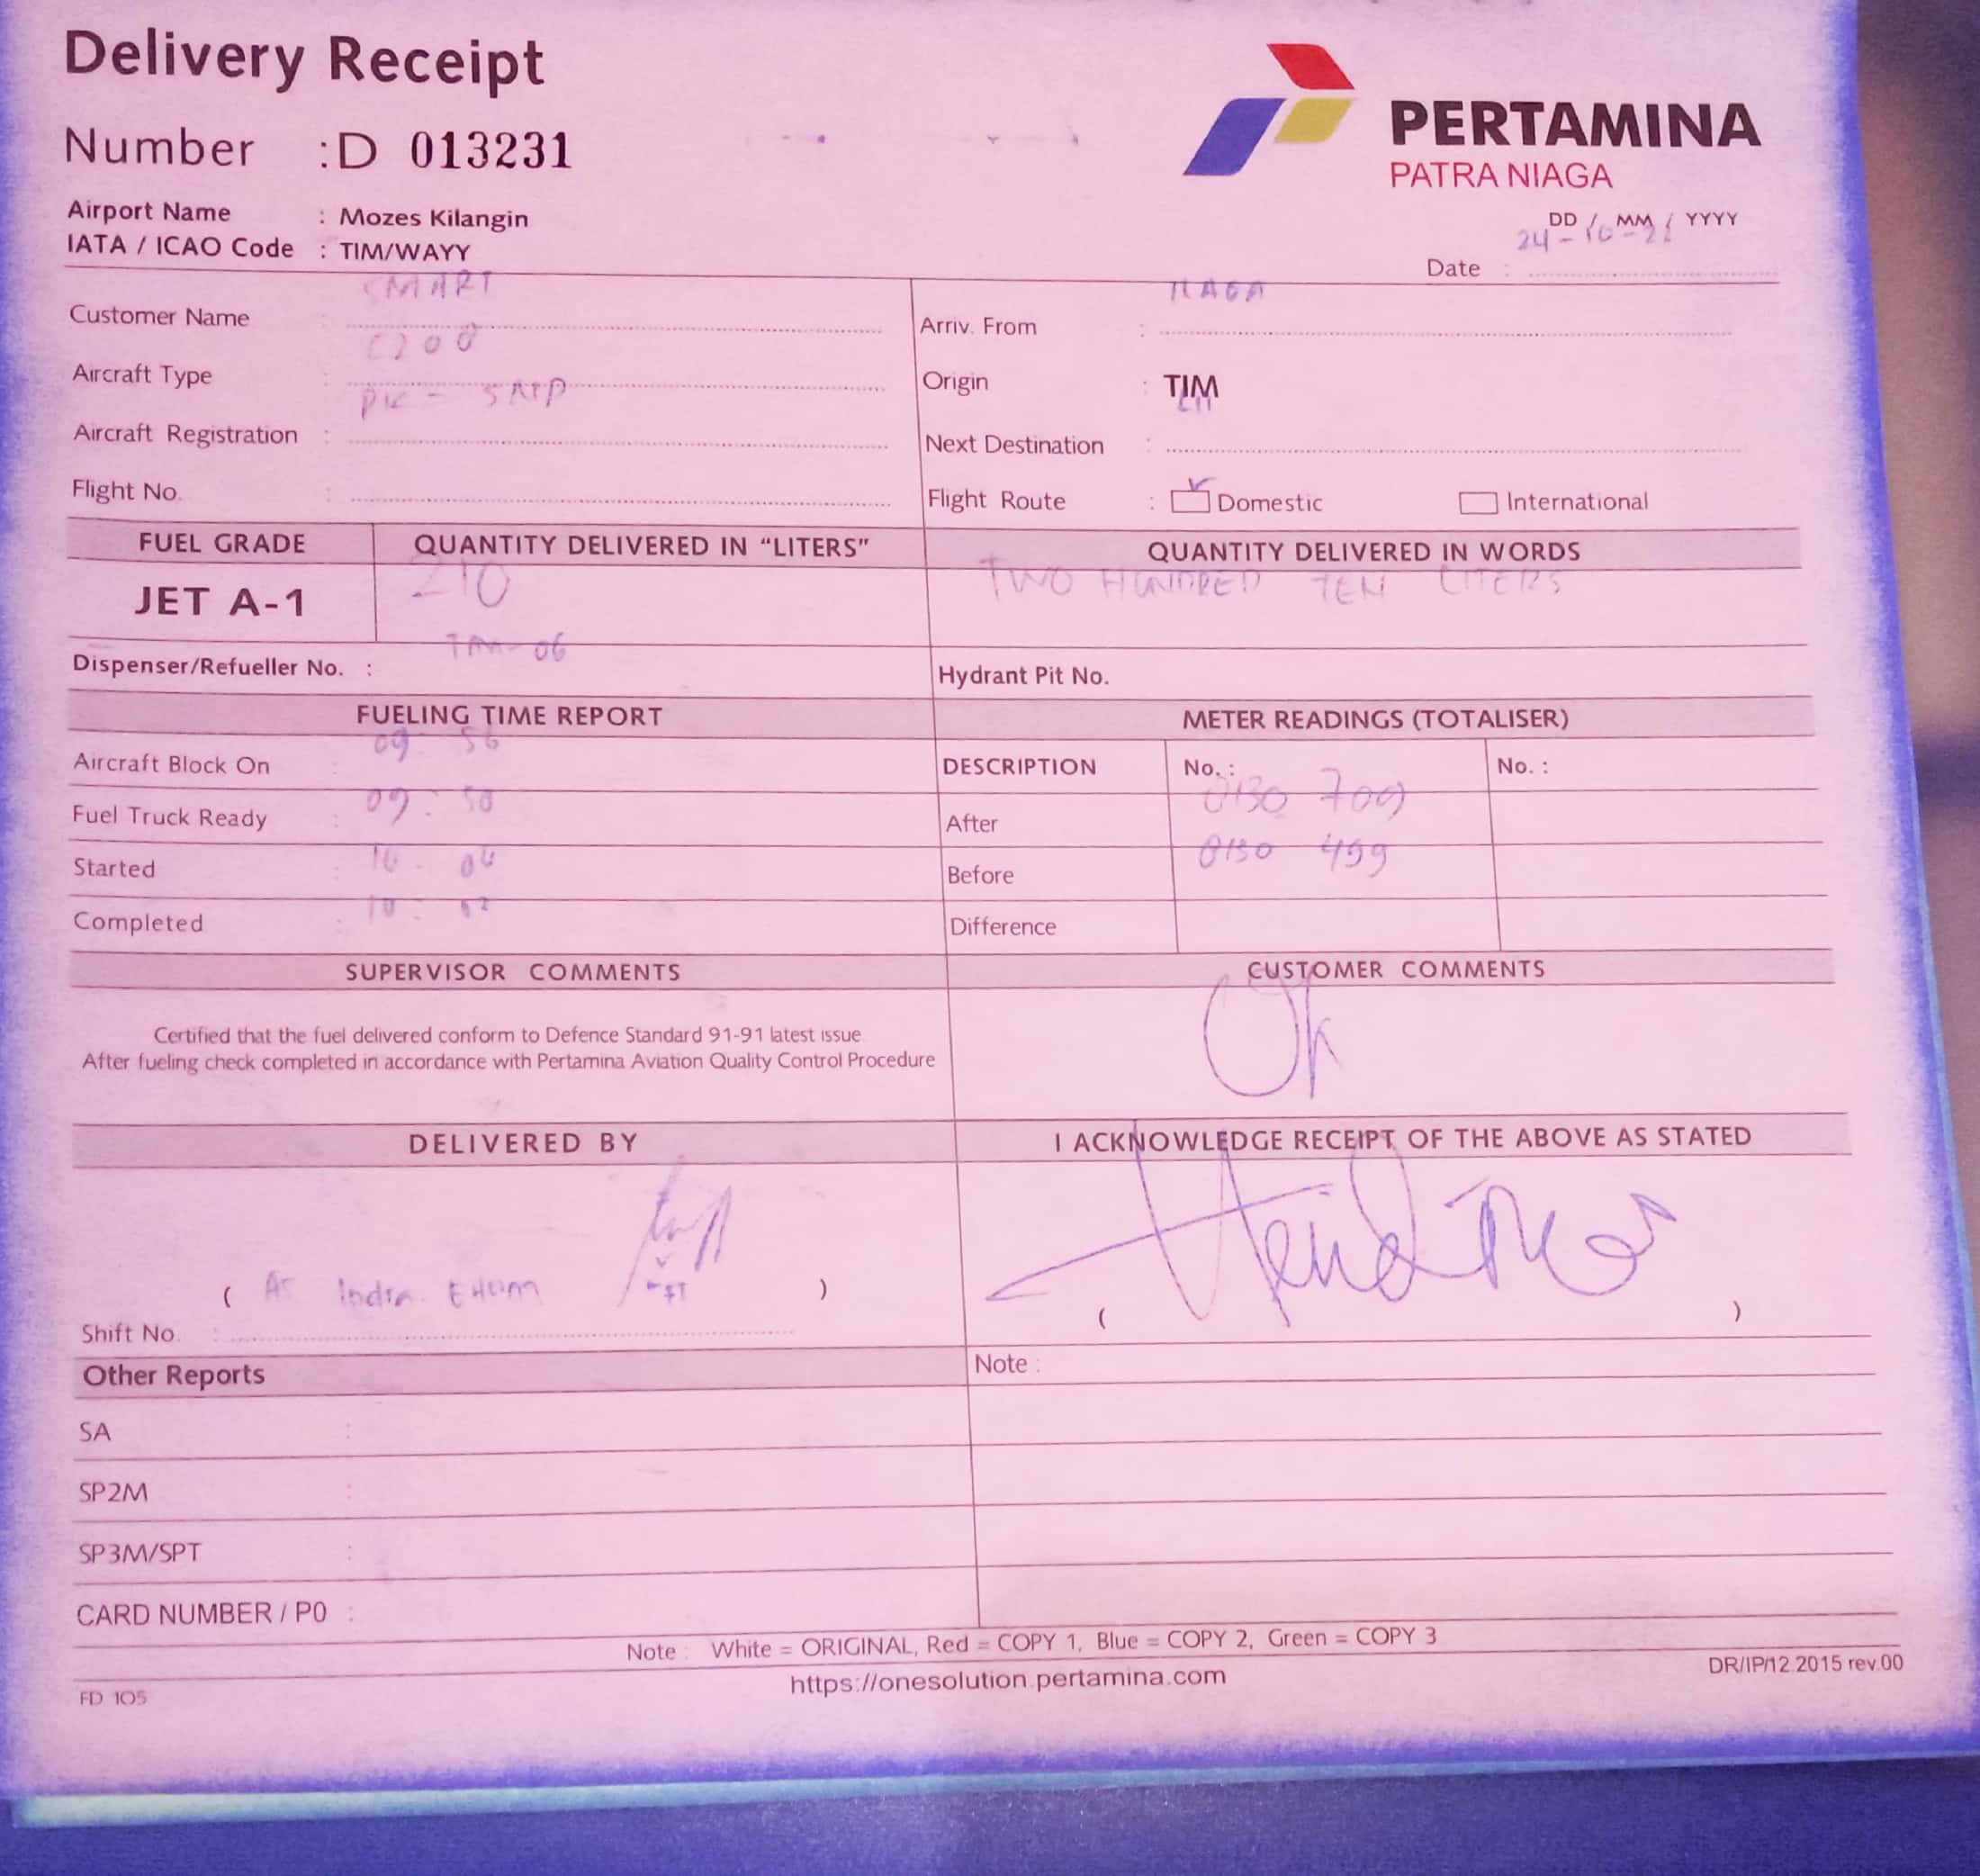 Delivery Receipt
PERTAMINA
PATRA NIAGA
Number : D 013231
Airport Name : Mozes Kilangin
IATA / ICAO Code : TIM/WAYY
DD / MM / YYYY
Date :
Customer Name : SMART
Arriv. From :
Aircraft Type :
Origin : TIM
Aircraft Registration :
Next Destination :
Flight No. :
Flight Route : Domestic International
FUEL GRADE QUANTITY DELIVERED IN “LITERS” QUANTITY DELIVERED IN WORDS
JET A-1 210 TWO HUNDRED TEN LITERS
Dispenser/Refueller No. : Hydrant Pit No.
FUELING TIME REPORT METER READINGS (TOTALISER)
Aircraft Block On : 09 56 DESCRIPTION No. : No. :
Fuel Truck Ready : 09 : 50 After 0130 709
Started : Before 0130 499
Completed : Difference
SUPERVISOR COMMENTS CUSTOMER COMMENTS
Certified that the fuel delivered conform to Defence Standard 91-91 latest issue
After fueling check completed in accordance with Pertamina Aviation Quality Control Procedure
Ok
DELIVERED BY I ACKNOWLEDGE RECEIPT OF THE ABOVE AS STATED
( Indra )
( )
Shift No. :
Other Reports Note :
SA :
SP2M :
SP3M/SPT :
CARD NUMBER / P0 :
Note : White = ORIGINAL, Red = COPY 1, Blue = COPY 2, Green = COPY 3
https://onesolution.pertamina.com
DR/IP/12.2015 rev.00
FD 105